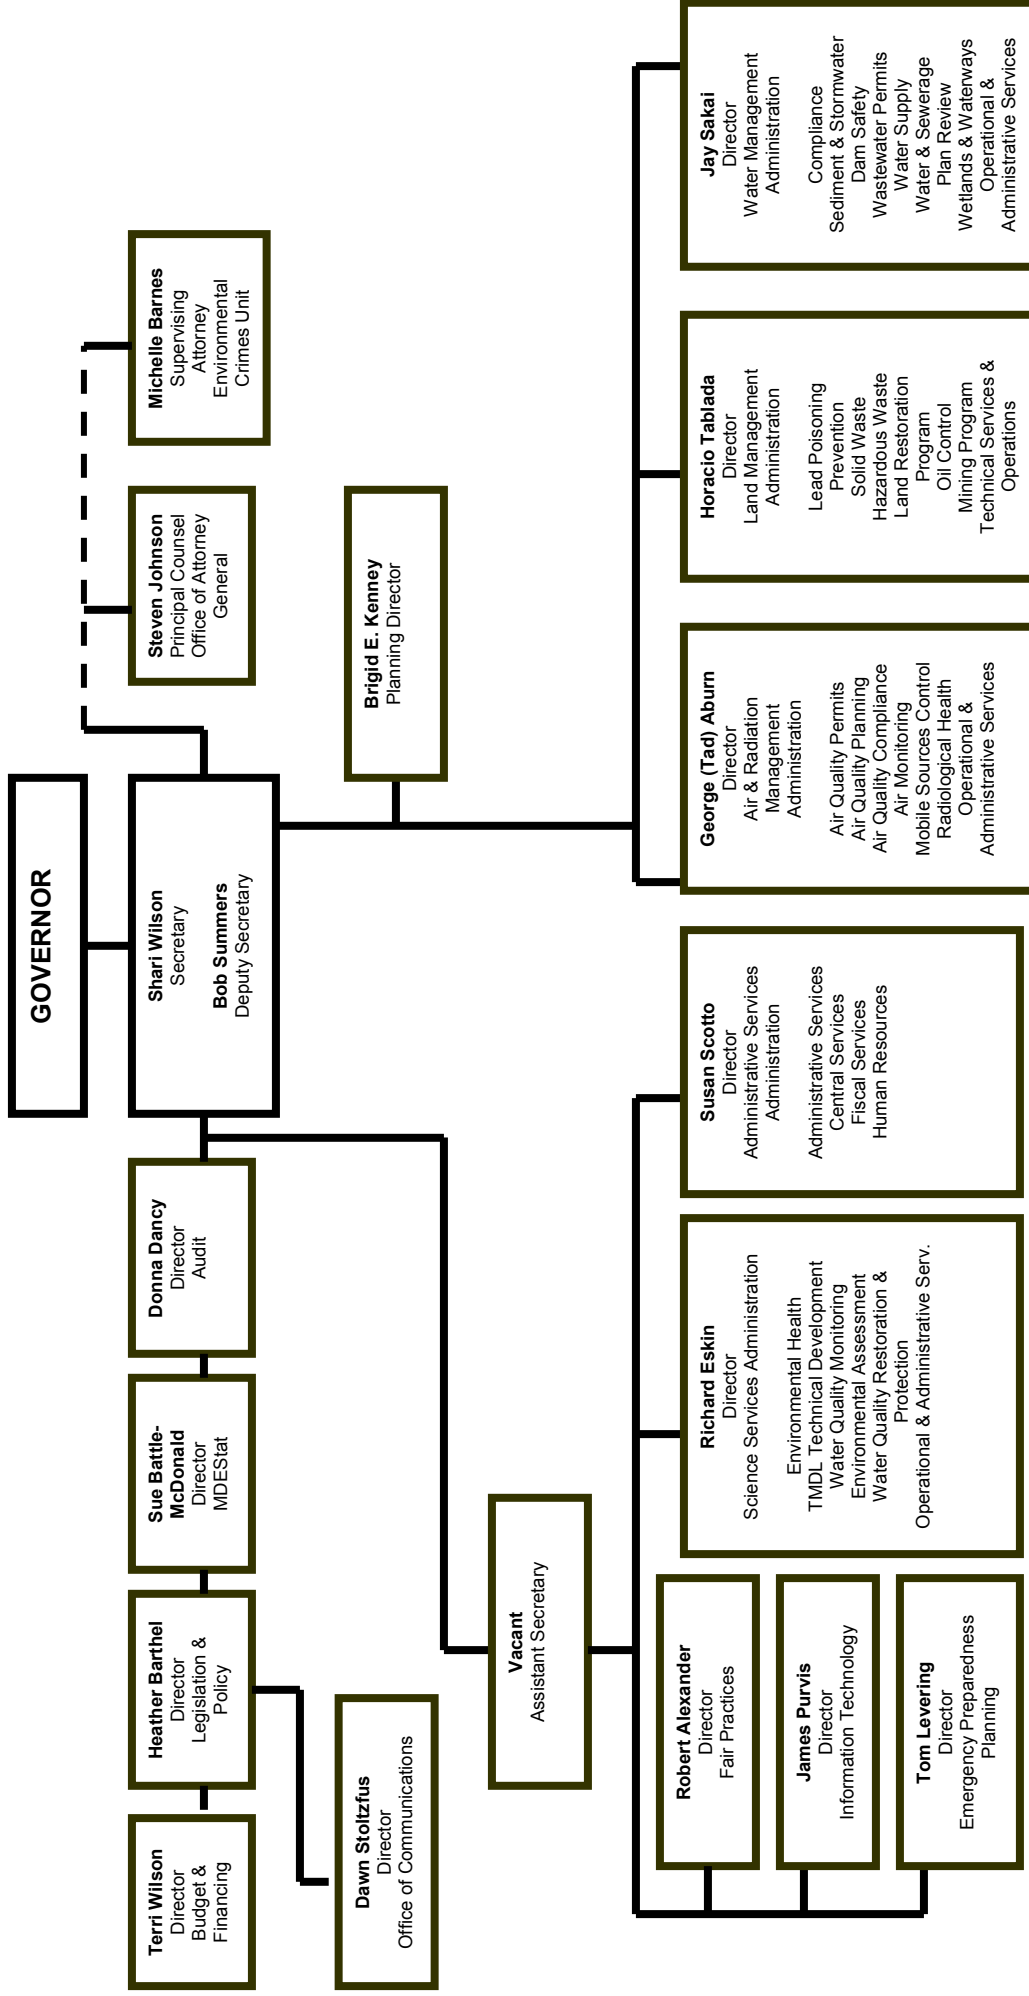 GOVERNOR
Shari Wilson
Secretary
Bob Summers
Deputy Secretary
Terri Wilson
Director
Budget &
Financing
Heather Barthel
Director
Legislation &
Policy
Sue Battle-
McDonald
Director
MDEStat
Donna Dancy
Director
Audit
Steven Johnson
Principal Counsel
Office of Attorney
General
Michelle Barnes
Supervising
Attorney
Environmental
Crimes Unit
Dawn Stoltzfus
Director
Office of Communications
Brigid E. Kenney
Planning Director
Vacant
Assistant Secretary
Robert Alexander
Director
Fair Practices
James Purvis
Director
Information Technology
Tom Levering
Director
Emergency Preparedness
Planning
Richard Eskin
Director
Science Services Administration
Environmental Health
TMDL Technical Development
Water Quality Monitoring
Environmental Assessment
Water Quality Restoration &
Protection
Operational & Administrative Serv.
Susan Scotto
Director
Administrative Services
Administration
Administrative Services
Central Services
Fiscal Services
Human Resources
George (Tad) Aburn
Director
Air & Radiation
Management
Administration
Air Quality Permits
Air Quality Planning
Air Quality Compliance
Air Monitoring
Mobile Sources Control
Radiological Health
Operational &
Administrative Services
Horacio Tablada
Director
Land Management
Administration
Lead Poisoning
Prevention
Solid Waste
Hazardous Waste
Land Restoration
Program
Oil Control
Mining Program
Technical Services &
Operations
Jay Sakai
Director
Water Management
Administration
Compliance
Sediment & Stormwater
Dam Safety
Wastewater Permits
Water Supply
Water & Sewerage
Plan Review
Wetlands & Waterways
Operational &
Administrative Services